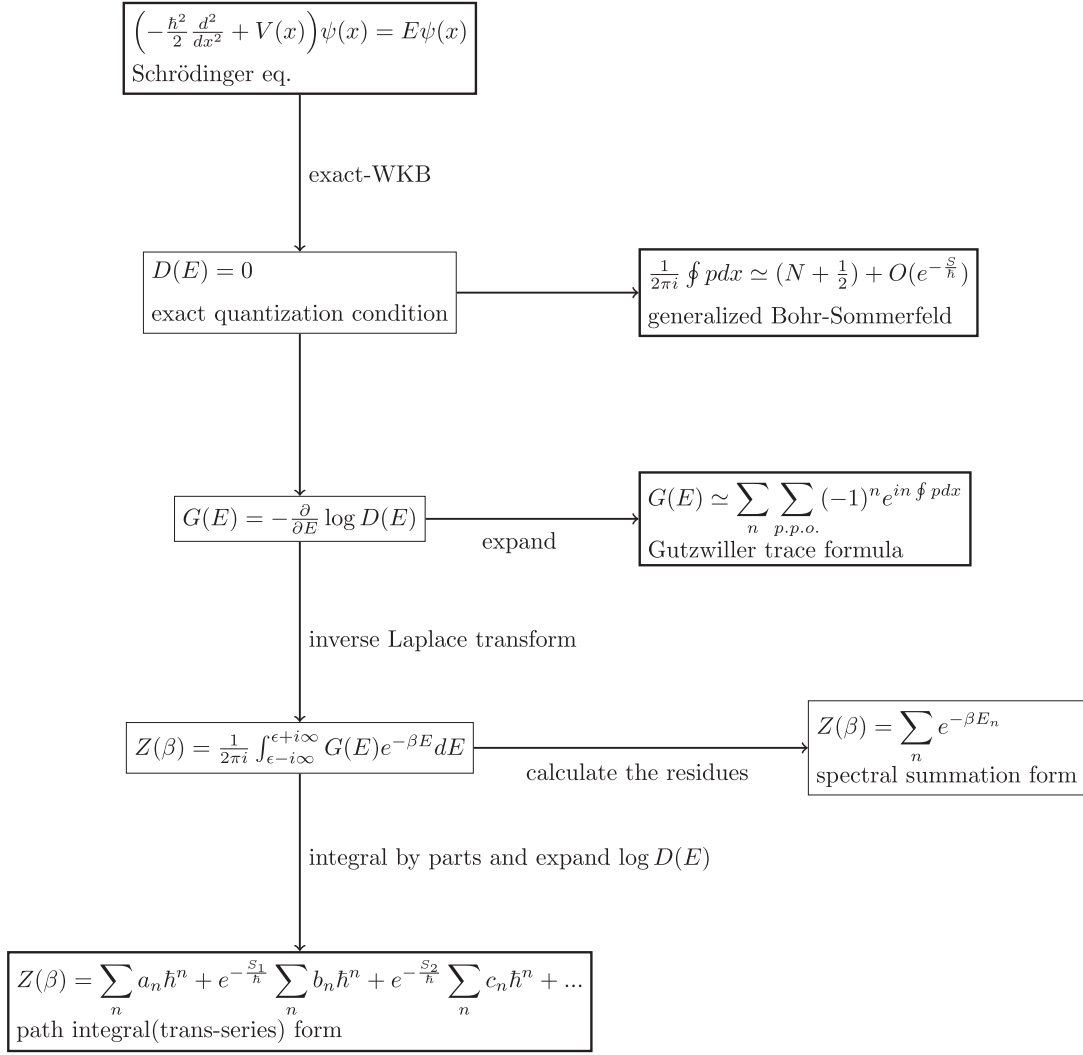 $\left(-\frac{\hbar^2}{2}\frac{d^2}{dx^2} + V(x)\right)\psi(x) = E\psi(x)$
Schrödinger eq.
exact-WKB
$D(E) = 0$
exact quantization condition
$\frac{1}{2\pi i}\oint pdx \simeq (N + \frac{1}{2}) + O(e^{-\frac{S}{\hbar}})$
generalized Bohr-Sommerfeld
$G(E) = -\frac{\partial}{\partial E}\log D(E)$
expand
$G(E) \simeq \sum_{n}\sum_{p.p.o.}(-1)^n e^{in\oint pdx}$
Gutzwiller trace formula
inverse Laplace transform
$Z(\beta) = \frac{1}{2\pi i}\int_{\epsilon-i\infty}^{\epsilon+i\infty} G(E)e^{-\beta E}dE$
calculate the residues
$Z(\beta) = \sum_{n} e^{-\beta E_n}$
spectral summation form
integral by parts and expand $\log D(E)$
$Z(\beta) = \sum_{n} a_n\hbar^n + e^{-\frac{S_1}{\hbar}}\sum_{n} b_n\hbar^n + e^{-\frac{S_2}{\hbar}}\sum_{n} c_n\hbar^n + ...$
path integral(trans-series) form